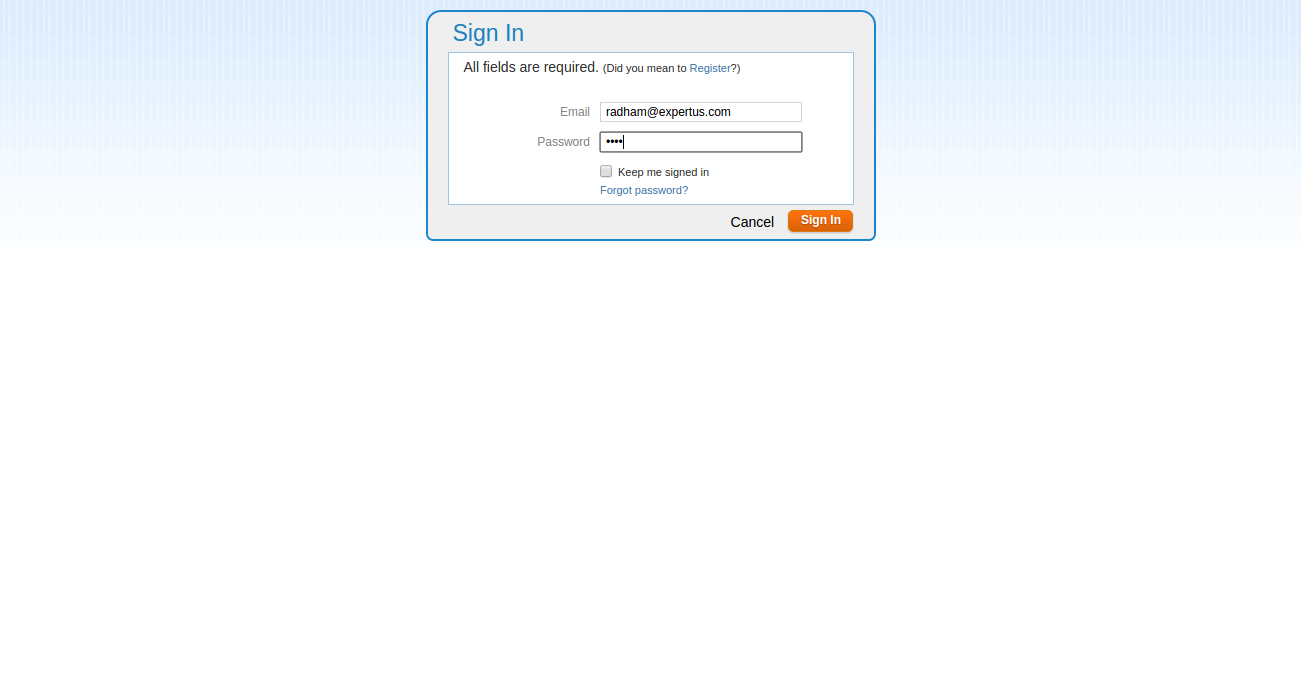 Sign In
All fields are required. (Did you mean to Register?)
Email radham@expertus.com
Password ••••
Keep me signed in
Forgot password?
Cancel Sign In